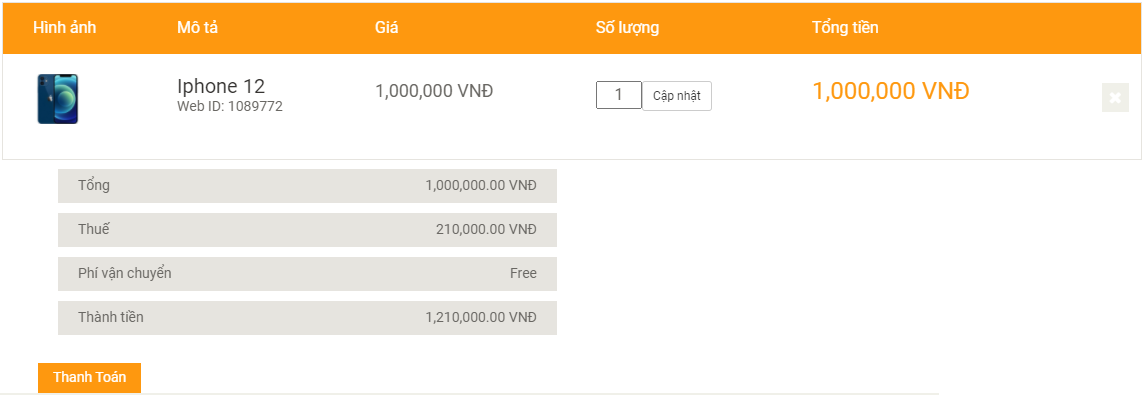 Hình ảnh Mô tả Giá Số lượng Tổng tiền
Iphone 12 1,000,000 VNĐ 1 Cập nhật 1,000,000 VNĐ
Web ID: 1089772
Tổng 1,000,000.00 VNĐ
Thuế 210,000.00 VNĐ
Phí vận chuyển Free
Thành tiền 1,210,000.00 VNĐ
Thanh Toán